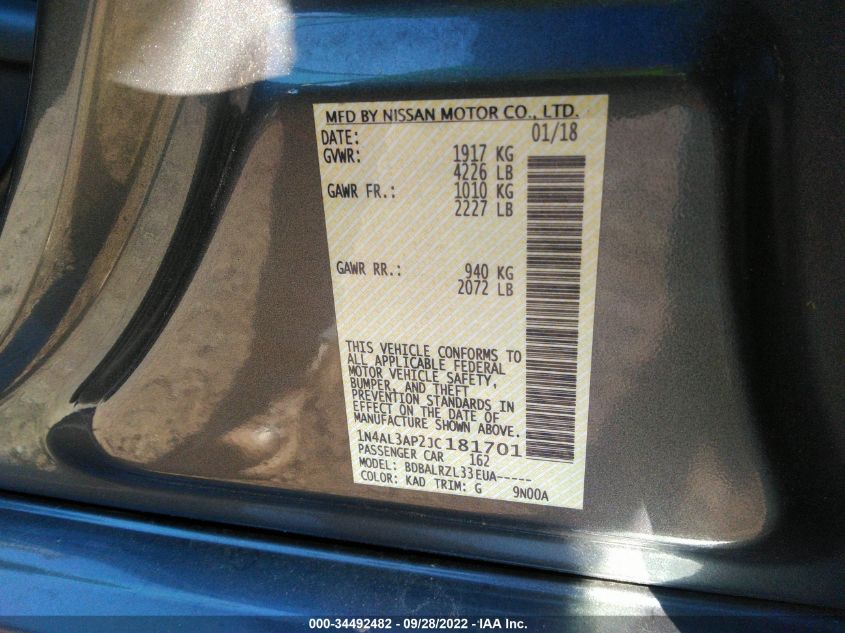 MFD BY NISSAN MOTOR CO., LTD.
DATE: 01/18
GVWR: 1917 KG
4226 LB
GAWR FR.: 1010 KG
2227 LB
GAWR RR.: 940 KG
2072 LB
THIS VEHICLE CONFORMS TO
ALL APPLICABLE FEDERAL
MOTOR VEHICLE SAFETY,
BUMPER, AND THEFT
PREVENTION STANDARDS IN
EFFECT ON THE DATE OF
MANUFACTURE SHOWN ABOVE.
1N4AL3AP2JC181701
PASSENGER CAR 162
MODEL: BDBALRZL33EUA-----
COLOR: KAD TRIM: G 9N00A
000-34492482 - 09/28/2022 - IAA Inc.